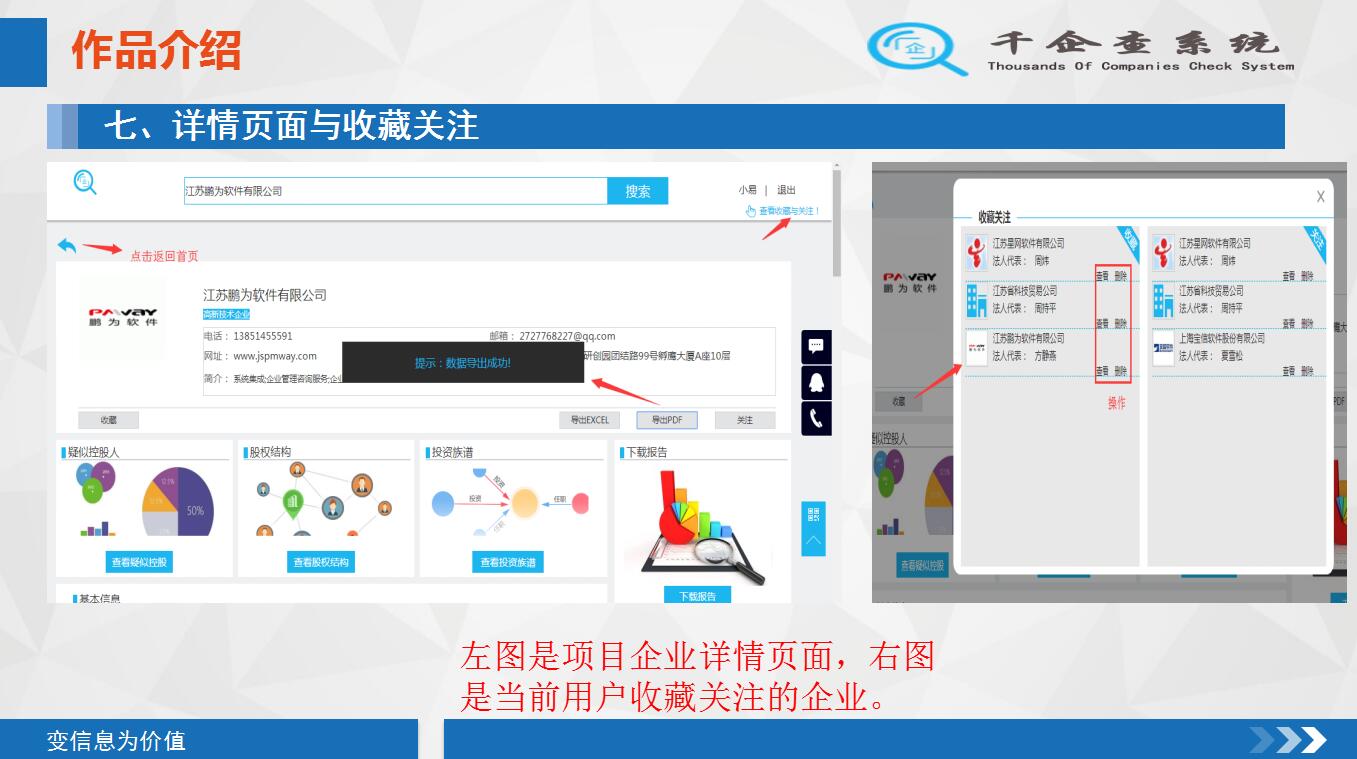 作品介绍
千企查系统
Thousands Of Companies Check System
七、详情页面与收藏关注
江苏鹏为软件有限公司
搜索
小易 | 退出
查看收藏与关注！
点击返回首页
PMWAY
鹏为软件
江苏鹏为软件有限公司
高新技术企业
电话： 13851455591
邮箱： 2727768227@qq.com
网址： www.jspmway.com
研创园团结路99号孵鹰大厦A座10层
简介： 系统集成;企业管理咨询服务;企业
提示：数据导出成功!
收藏
导出EXCEL
导出PDF
关注
疑似控股人
股权结构
投资族谱
下载报告
12.5%
50%
投资
投资
任职
任职
查看疑似控股
查看股权结构
查看投资族谱
下载报告
基本信息
X
收藏关注
收藏
江苏星网软件有限公司
法人代表： 周炜
查看 删除
江苏省科技贸易公司
法人代表： 周持平
查看 删除
江苏鹏为软件有限公司
法人代表： 方静燕
查看 删除
操作
关注
江苏星网软件有限公司
法人代表： 周炜
查看 删除
江苏省科技贸易公司
法人代表： 周持平
查看 删除
上海宝信软件股份有限公司
法人代表： 夏雪松
查看 删除
PMWAY
鹏为软件
收藏
PDF
疑似控股人
查看疑似控股
左图是项目企业详情页面，右图
是当前用户收藏关注的企业。
变信息为价值